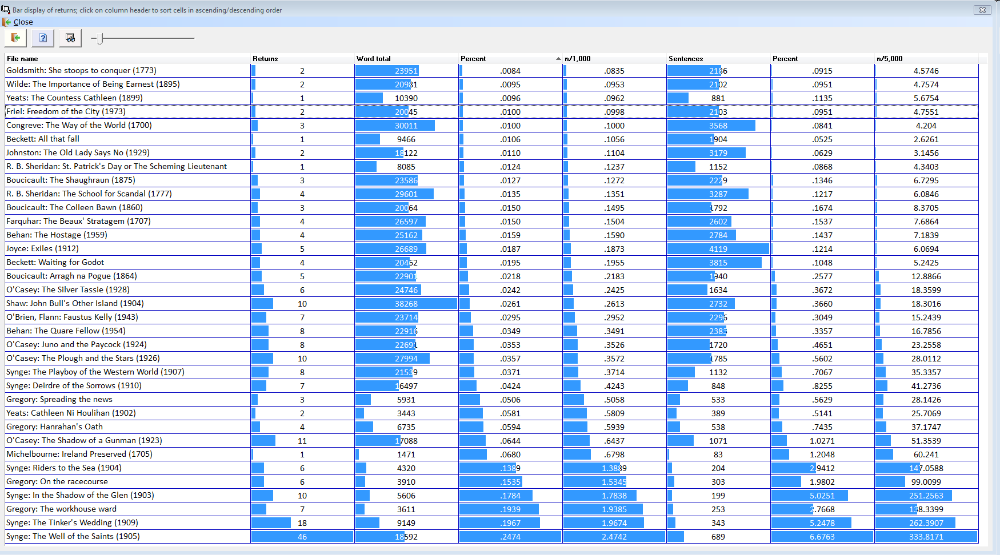 Bar display of returns; click on column header to sort cells in ascending/descending order
Close
File name Returns Word total Percent n/1,000 Sentences Percent n/5,000
Goldsmith: She stoops to conquer (1773) 2 23951 .0084 .0835 2186 .0915 4.5746
Wilde: The Importance of Being Earnest (1895) 2 20981 .0095 .0953 2102 .0951 4.7574
Yeats: The Countess Cathleen (1899) 1 10390 .0096 .0962 881 .1135 5.6754
Friel: Freedom of the City (1973) 2 20045 .0100 .0998 2103 .0951 4.7551
Congreve: The Way of the World (1700) 3 30011 .0100 .1000 3568 .0841 4.204
Beckett: All that fall 1 9466 .0106 .1056 1904 .0525 2.6261
Johnston: The Old Lady Says No (1929) 2 18122 .0110 .1104 3179 .0629 3.1456
R. B. Sheridan: St. Patrick's Day or The Scheming Lieutenant 1 8085 .0124 .1237 1152 .0868 4.3403
Boucicault: The Shaughraun (1875) 3 23586 .0127 .1272 2229 .1346 6.7295
R. B. Sheridan: The School for Scandal (1777) 4 29601 .0135 .1351 3287 .1217 6.0846
Boucicault: The Colleen Bawn (1860) 3 20064 .0150 .1495 1792 .1674 8.3705
Farquhar: The Beaux' Stratagem (1707) 4 26597 .0150 .1504 2602 .1537 7.6864
Behan: The Hostage (1959) 4 25162 .0159 .1590 2784 .1437 7.1839
Joyce: Exiles (1912) 5 26689 .0187 .1873 4119 .1214 6.0694
Beckett: Waiting for Godot 4 20462 .0195 .1955 3815 .1048 5.2425
Boucicault: Arragh na Pogue (1864) 5 22901 .0218 .2183 1940 .2577 12.8866
O'Casey: The Silver Tassie (1928) 6 24746 .0242 .2425 1634 .3672 18.3599
Shaw: John Bull's Other Island (1904) 10 38268 .0261 .2613 2732 .3660 18.3016
O'Brien, Flann: Faustus Kelly (1943) 7 23714 .0295 .2952 2296 .3049 15.2439
Behan: The Quare Fellow (1954) 8 22916 .0349 .3491 2383 .3357 16.7856
O'Casey: Juno and the Paycock (1924) 8 22691 .0353 .3526 1720 .4651 23.2558
O'Casey: The Plough and the Stars (1926) 10 27994 .0357 .3572 1785 .5602 28.0112
Synge: The Playboy of the Western World (1907) 8 21539 .0371 .3714 1132 .7067 35.3357
Synge: Deirdre of the Sorrows (1910) 7 16497 .0424 .4243 848 .8255 41.2736
Gregory: Spreading the news 3 5931 .0506 .5058 533 .5629 28.1426
Yeats: Cathleen Ni Houlihan (1902) 2 3443 .0581 .5809 389 .5141 25.7069
Gregory: Hanrahan's Oath 4 6735 .0594 .5939 538 .7435 37.1747
O'Casey: The Shadow of a Gunman (1923) 11 17088 .0644 .6437 1071 1.0271 51.3539
Michelbourne: Ireland Preserved (1705) 1 1471 .0680 .6798 83 1.2048 60.241
Synge: Riders to the Sea (1904) 6 4320 .1389 1.3889 204 2.9412 147.0588
Gregory: On the racecourse 6 3910 .1535 1.5345 303 1.9802 99.0099
Synge: In the Shadow of the Glen (1903) 10 5606 .1784 1.7838 199 5.0251 251.2563
Gregory: The workhouse ward 7 3611 .1939 1.9385 253 2.7668 138.3399
Synge: The Tinker's Wedding (1909) 18 9149 .1967 1.9674 343 5.2478 262.3907
Synge: The Well of the Saints (1905) 46 18592 .2474 2.4742 689 6.6763 333.8171